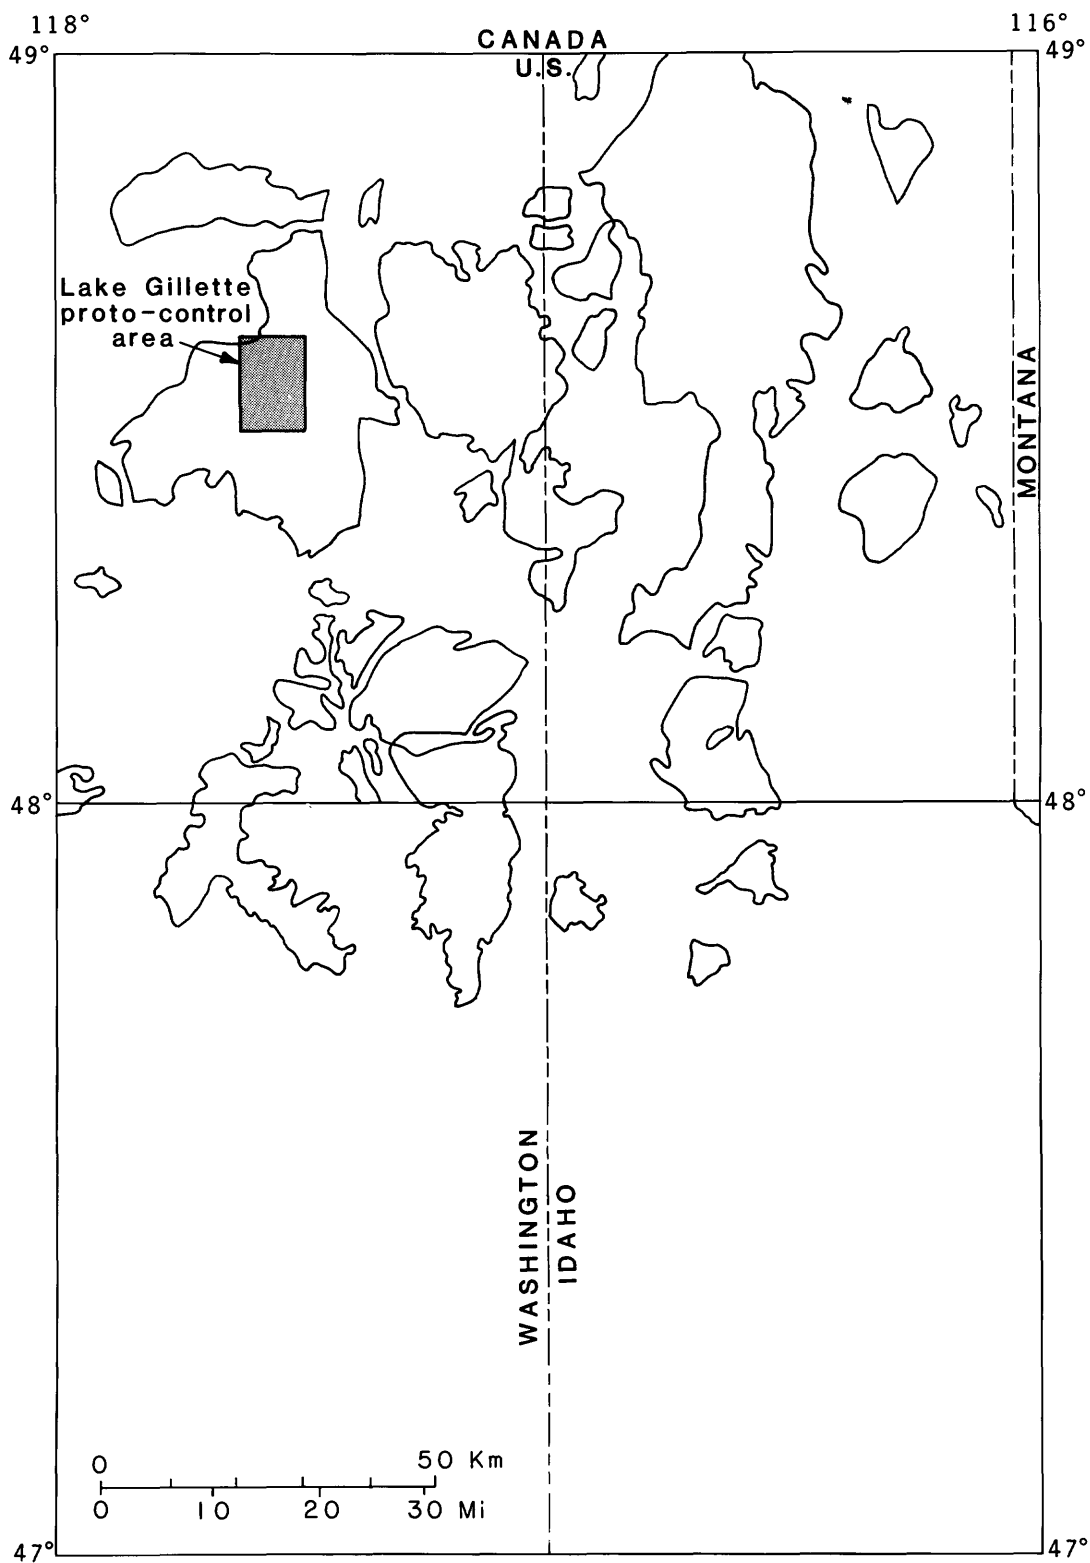 118°
116°
49°
CANADA
49°
U.S.
Lake Gillette
proto-control
area
MONTANA
48°
48°
WASHINGTON
IDAHO
0
50 Km
0
10
20
30 Mi
47°
47°